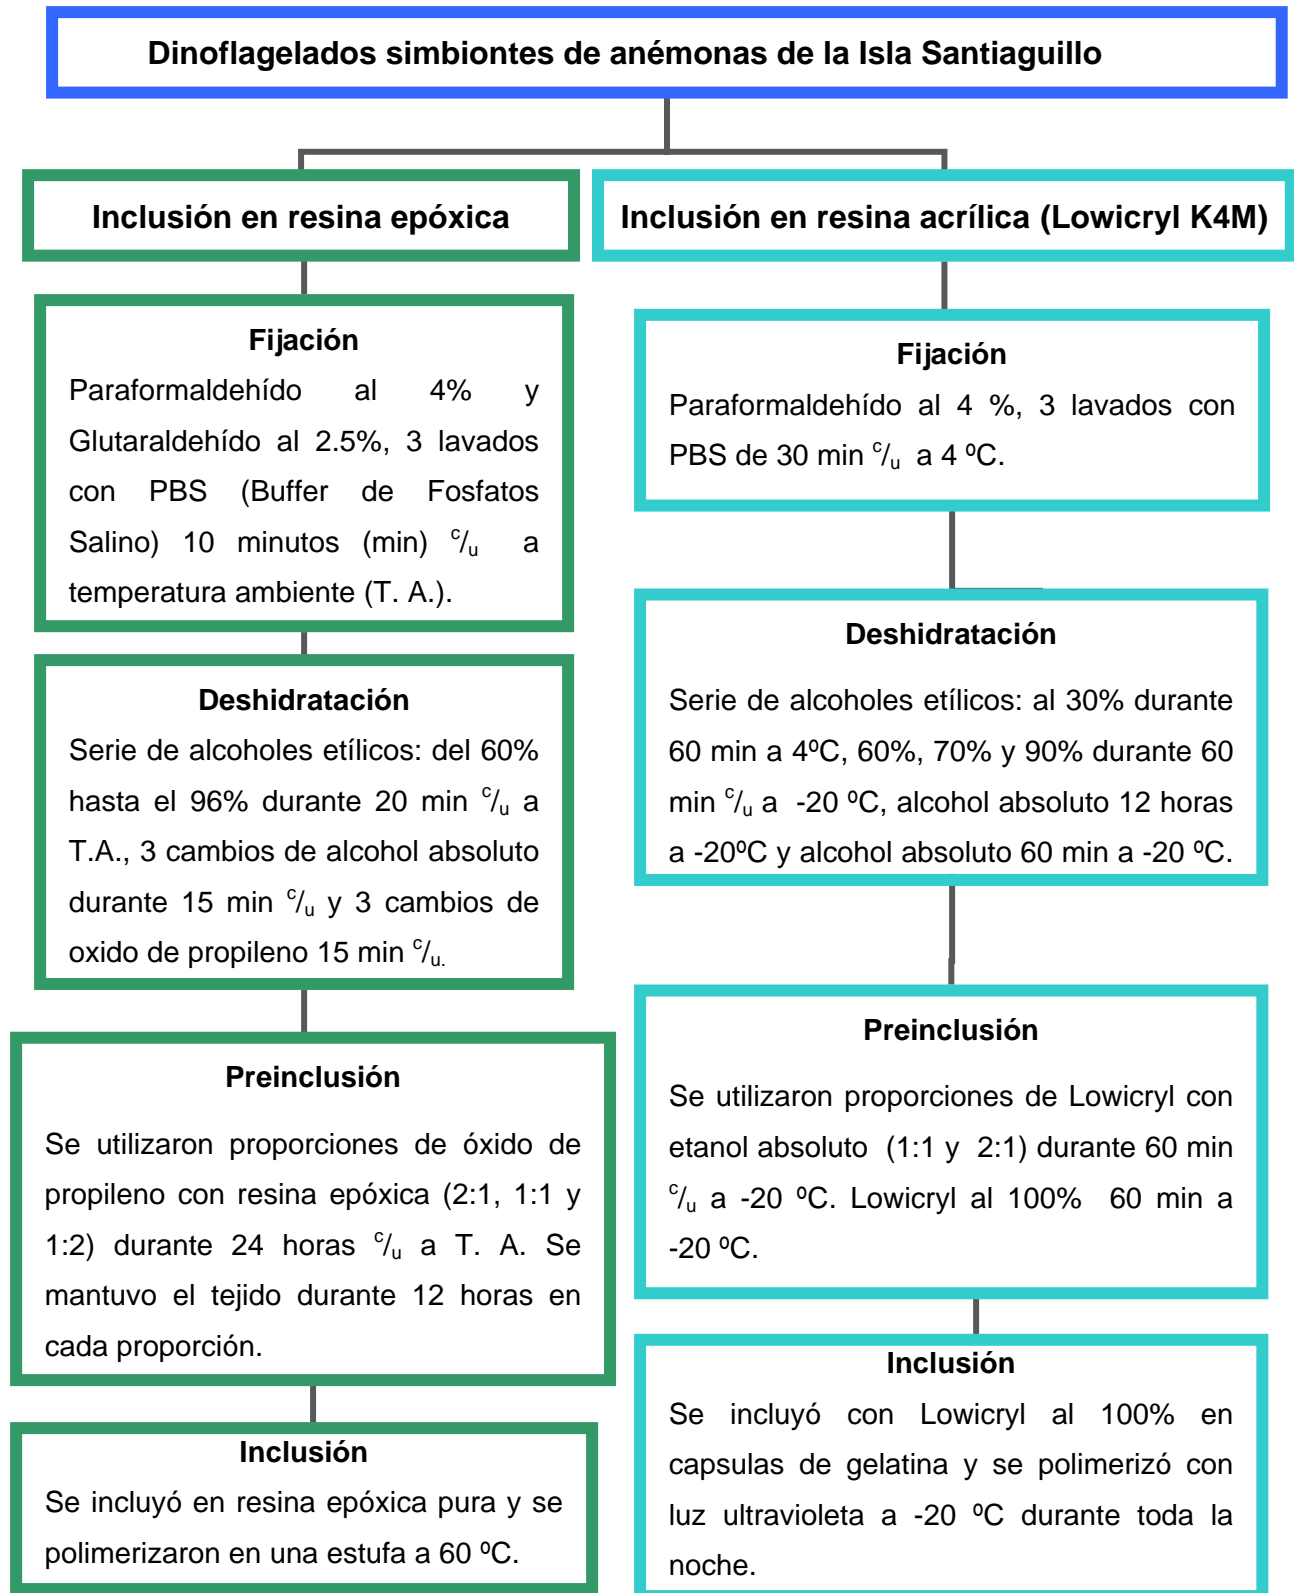 Dinoflagelados simbiontes de anémonas de la Isla Santiaguillo
Inclusión en resina epóxica
Fijación
Paraformaldehído al 4% y
Glutaraldehído al 2.5%, 3 lavados
con PBS (Buffer de Fosfatos
Salino) 10 minutos (min) c/u a
temperatura ambiente (T. A.).
Deshidratación
Serie de alcoholes etílicos: del 60%
hasta el 96% durante 20 min c/u a
T.A., 3 cambios de alcohol absoluto
durante 15 min c/u y 3 cambios de
oxido de propileno 15 min c/u.
Preinclusión
Se utilizaron proporciones de óxido de
propileno con resina epóxica (2:1, 1:1 y
1:2) durante 24 horas c/u a T. A. Se
mantuvo el tejido durante 12 horas en
cada proporción.
Inclusión
Se incluyó en resina epóxica pura y se
polimerizaron en una estufa a 60 ºC.
Inclusión en resina acrílica (Lowicryl K4M)
Fijación
Paraformaldehído al 4 %, 3 lavados con
PBS de 30 min c/u a 4 ºC.
Deshidratación
Serie de alcoholes etílicos: al 30% durante
60 min a 4ºC, 60%, 70% y 90% durante 60
min c/u a -20 ºC, alcohol absoluto 12 horas
a -20ºC y alcohol absoluto 60 min a -20 ºC.
Preinclusión
Se utilizaron proporciones de Lowicryl con
etanol absoluto (1:1 y 2:1) durante 60 min
c/u a -20 ºC. Lowicryl al 100% 60 min a
-20 ºC.
Inclusión
Se incluyó con Lowicryl al 100% en
capsulas de gelatina y se polimerizó con
luz ultravioleta a -20 ºC durante toda la
noche.